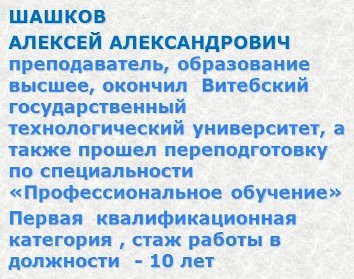 ШАШКОВ
АЛЕКСЕЙ АЛЕКСАНДРОВИЧ
преподаватель, образование
высшее, окончил Витебский
государственный
технологический университет, а
также прошел переподготовку
по специальности
«Профессиональное обучение»
Первая квалификационная
категория , стаж работы в
должности - 10 лет